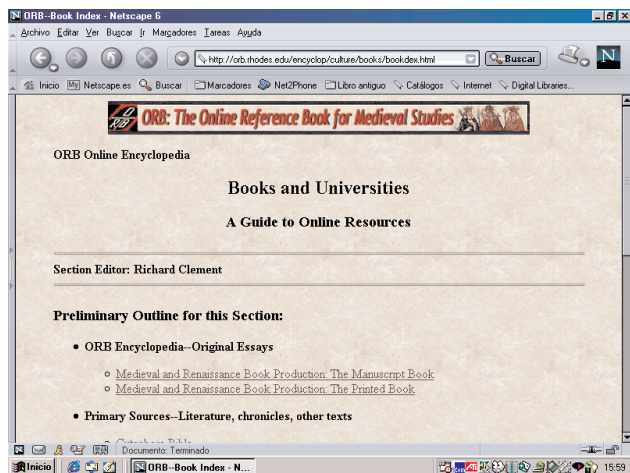 ORB--Book Index - Netscape 6
Archivo Editar Ver Buscar Ir Marcadores Tareas Ayuda
http://orb.rhodes.edu/encyclop/culture/books/bookdex.html Buscar N
Inicio My Netscape.es Buscar Marcadores Net2Phone Libro antiguo Catálogos Internet Digital Libraries...
ORB ORB: The Online Reference Book for Medieval Studies
ORB Online Encyclopedia
Books and Universities
A Guide to Online Resources
Section Editor: Richard Clement
Preliminary Outline for this Section:
ORB Encyclopedia--Original Essays
Medieval and Renaissance Book Production: The Manuscript Book
Medieval and Renaissance Book Production: The Printed Book
Primary Sources--Literature, chronicles, other texts
Gutenberg Bible
Documento: Terminado
Inicio ORB--Book Index - N... 15:59